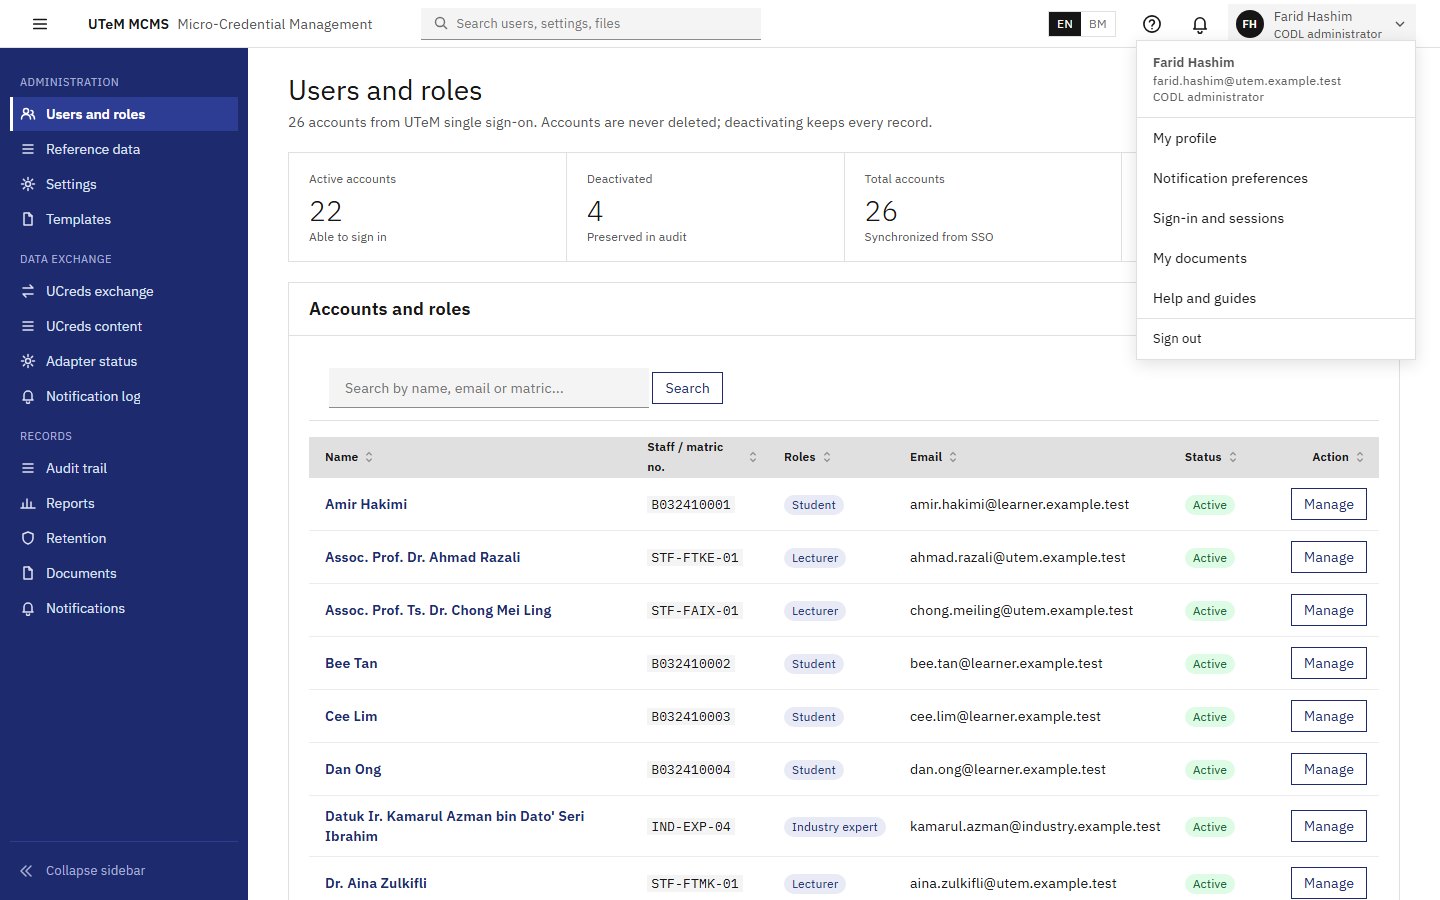 UTeM MCMS Micro-Credential Management
Search users, settings, files
EN BM
FH
Farid Hashim
CODL administrator
Farid Hashim
farid.hashim@utem.example.test
CODL administrator
My profile
Notification preferences
Sign-in and sessions
My documents
Help and guides
Sign out
ADMINISTRATION
Users and roles
Reference data
Settings
Templates
DATA EXCHANGE
UCreds exchange
UCreds content
Adapter status
Notification log
RECORDS
Audit trail
Reports
Retention
Documents
Notifications
Collapse sidebar
Users and roles
26 accounts from UTeM single sign-on. Accounts are never deleted; deactivating keeps every record.
Active accounts
22
Able to sign in
Deactivated
4
Preserved in audit
Total accounts
26
Synchronized from SSO
Accounts and roles
Search by name, email or matric...
Search
Name Staff / matric no. Roles Email Status Action
Amir Hakimi B032410001 Student amir.hakimi@learner.example.test Active Manage
Assoc. Prof. Dr. Ahmad Razali STF-FTKE-01 Lecturer ahmad.razali@utem.example.test Active Manage
Assoc. Prof. Ts. Dr. Chong Mei Ling STF-FAIX-01 Lecturer chong.meiling@utem.example.test Active Manage
Bee Tan B032410002 Student bee.tan@learner.example.test Active Manage
Cee Lim B032410003 Student cee.lim@learner.example.test Active Manage
Dan Ong B032410004 Student dan.ong@learner.example.test Active Manage
Datuk Ir. Kamarul Azman bin Dato' Seri Ibrahim IND-EXP-04 Industry expert kamarul.azman@industry.example.test Active Manage
Dr. Aina Zulkifli STF-FTMK-01 Lecturer aina.zulkifli@utem.example.test Active Manage